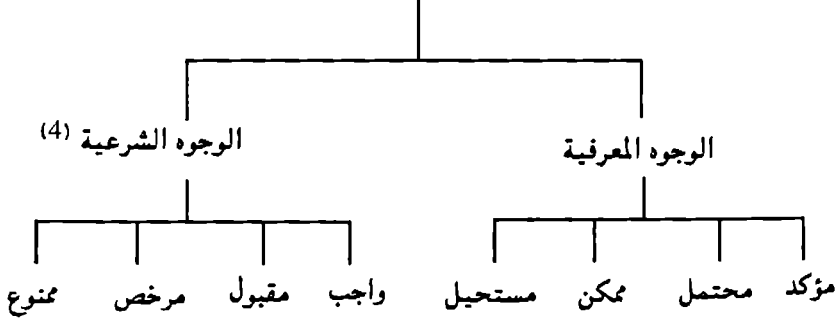 الوجوه المعرفية
الوجوه الشرعية (4)
مؤكد محتمل ممكن مستحيل
واجب مقبول مرخص ممنوع